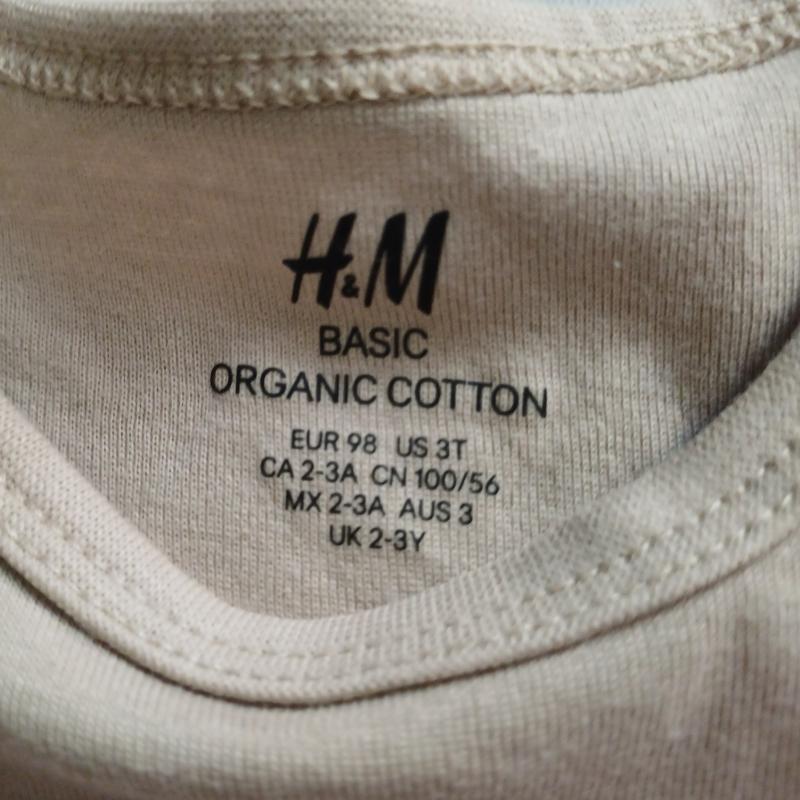 H&M
BASIC
ORGANIC COTTON
EUR 98 US 3T
CA 2-3A CN 100/56
MX 2-3A AUS 3
UK 2-3Y